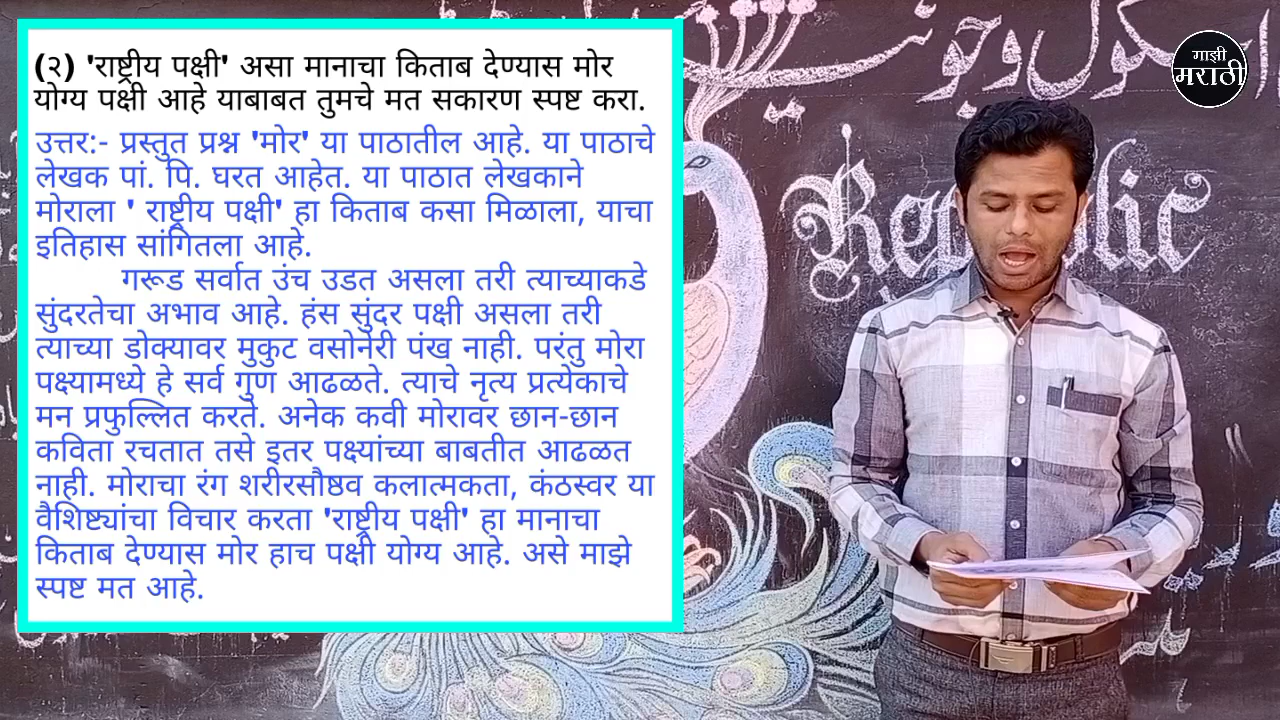 (२) 'राष्ट्रीय पक्षी' असा मानाचा किताब देण्यास मोर
योग्य पक्षी आहे याबाबत तुमचे मत सकारण स्पष्ट करा.
उत्तर:- प्रस्तुत प्रश्न 'मोर' या पाठातील आहे. या पाठाचे
लेखक पां. पि. घरत आहेत. या पाठात लेखकाने
मोराला ' राष्ट्रीय पक्षी' हा किताब कसा मिळाला, याचा
इतिहास सांगितला आहे.
गरूड सर्वात उंच उडत असला तरी त्याच्याकडे
सुंदरतेचा अभाव आहे. हंस सुंदर पक्षी असला तरी
त्याच्या डोक्यावर मुकुट वसोनेरी पंख नाही. परंतु मोरा
पक्ष्यामध्ये हे सर्व गुण आढळते. त्याचे नृत्य प्रत्येकाचे
मन प्रफुल्लित करते. अनेक कवी मोरावर छान-छान
कविता रचतात तसे इतर पक्ष्यांच्या बाबतीत आढळत
नाही. मोराचा रंग शरीरसौष्ठव कलात्मकता, कंठस्वर या
वैशिष्ट्यांचा विचार करता 'राष्ट्रीय पक्षी' हा मानाचा
किताब देण्यास मोर हाच पक्षी योग्य आहे. असे माझे
स्पष्ट मत आहे.
माझी
मराठी
Republic